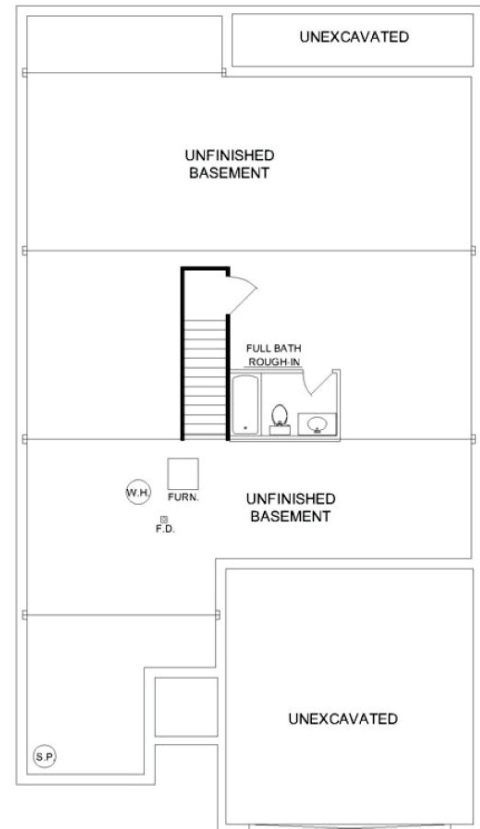 UNEXCAVATED
UNFINISHED
BASEMENT
FULL BATH
ROUGH-IN
W.H.
FURN.
F.D.
UNFINISHED
BASEMENT
UNEXCAVATED
S.P.